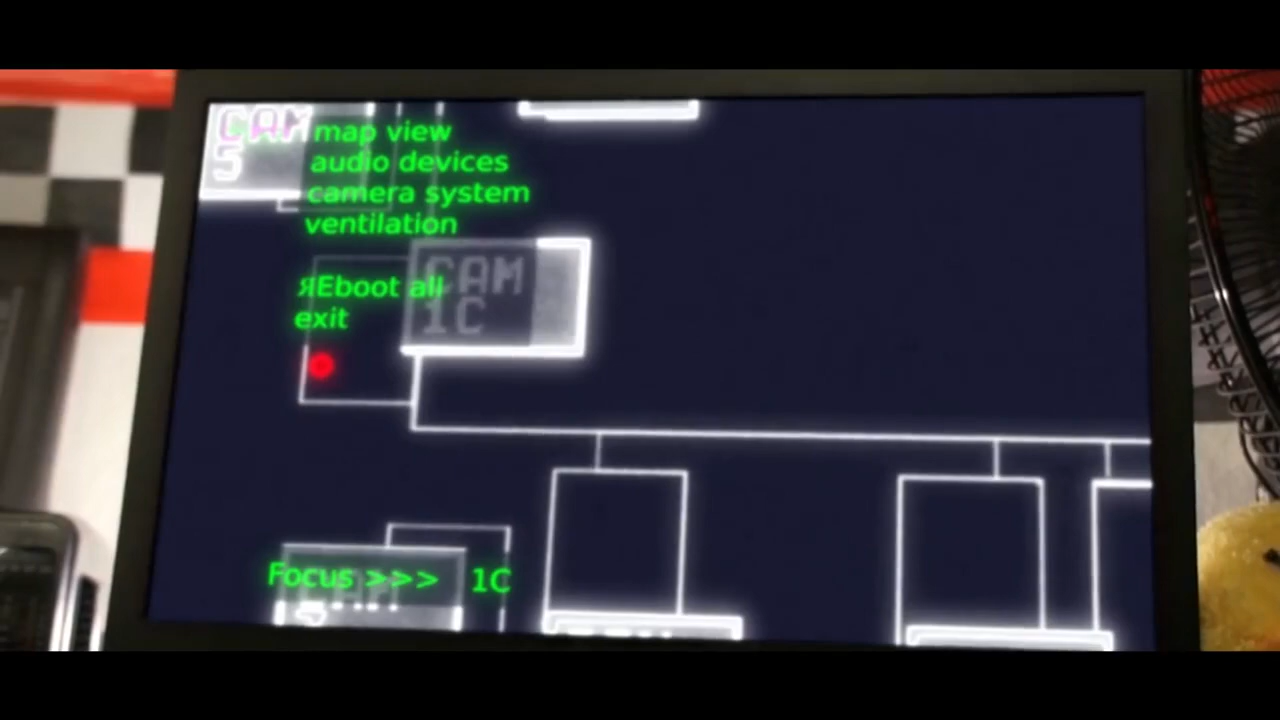 CAM
5
map view
audio devices
camera system
ventilation
CAM
1C
ЯEboot all
exit
Focus >>> 1C